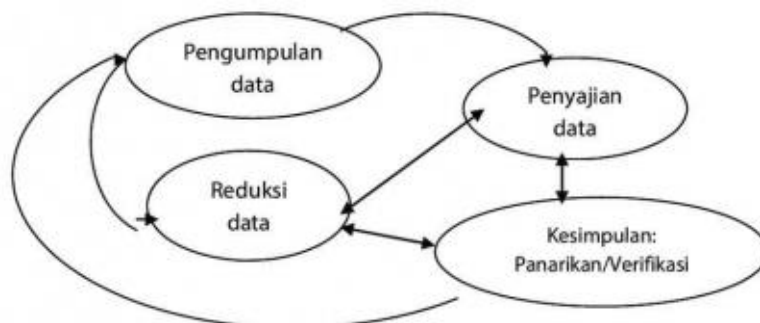 Pengumpulan
data
Penyajian
data
Reduksi
data
Kesimpulan:
Panarikan/Verifikasi